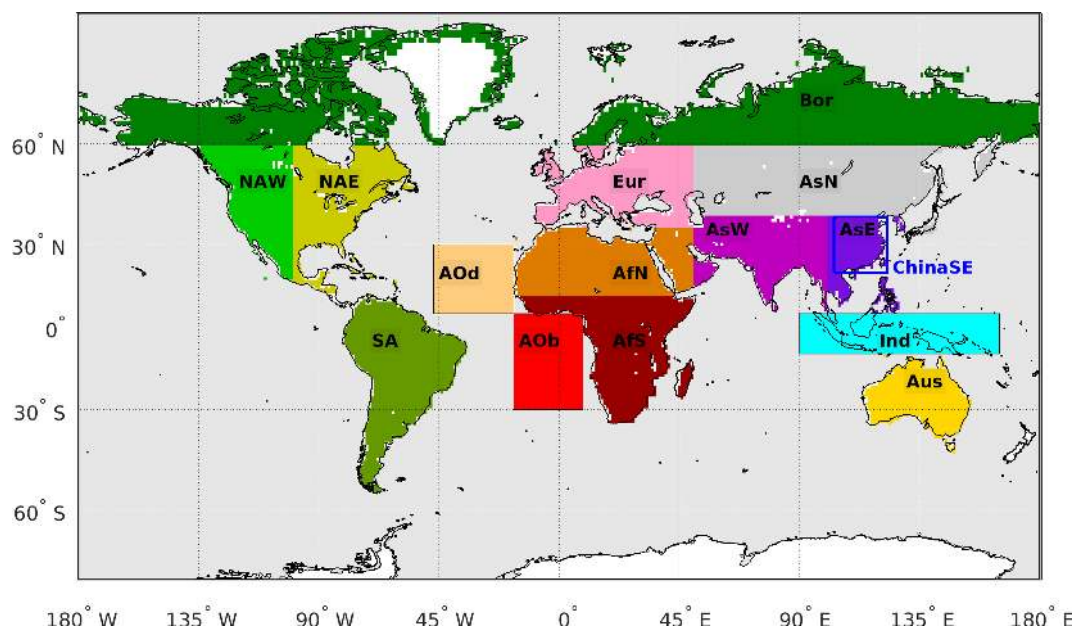 Bor
60° N
NAW NAE Eur AsN
AsW AsE
30° N
AOd AfN ChinaSE
0°
SA AOb AfS Ind
Aus
30° S
60° S
180° W 135° W 90° W 45° W 0° 45° E 90° E 135° E 180° E